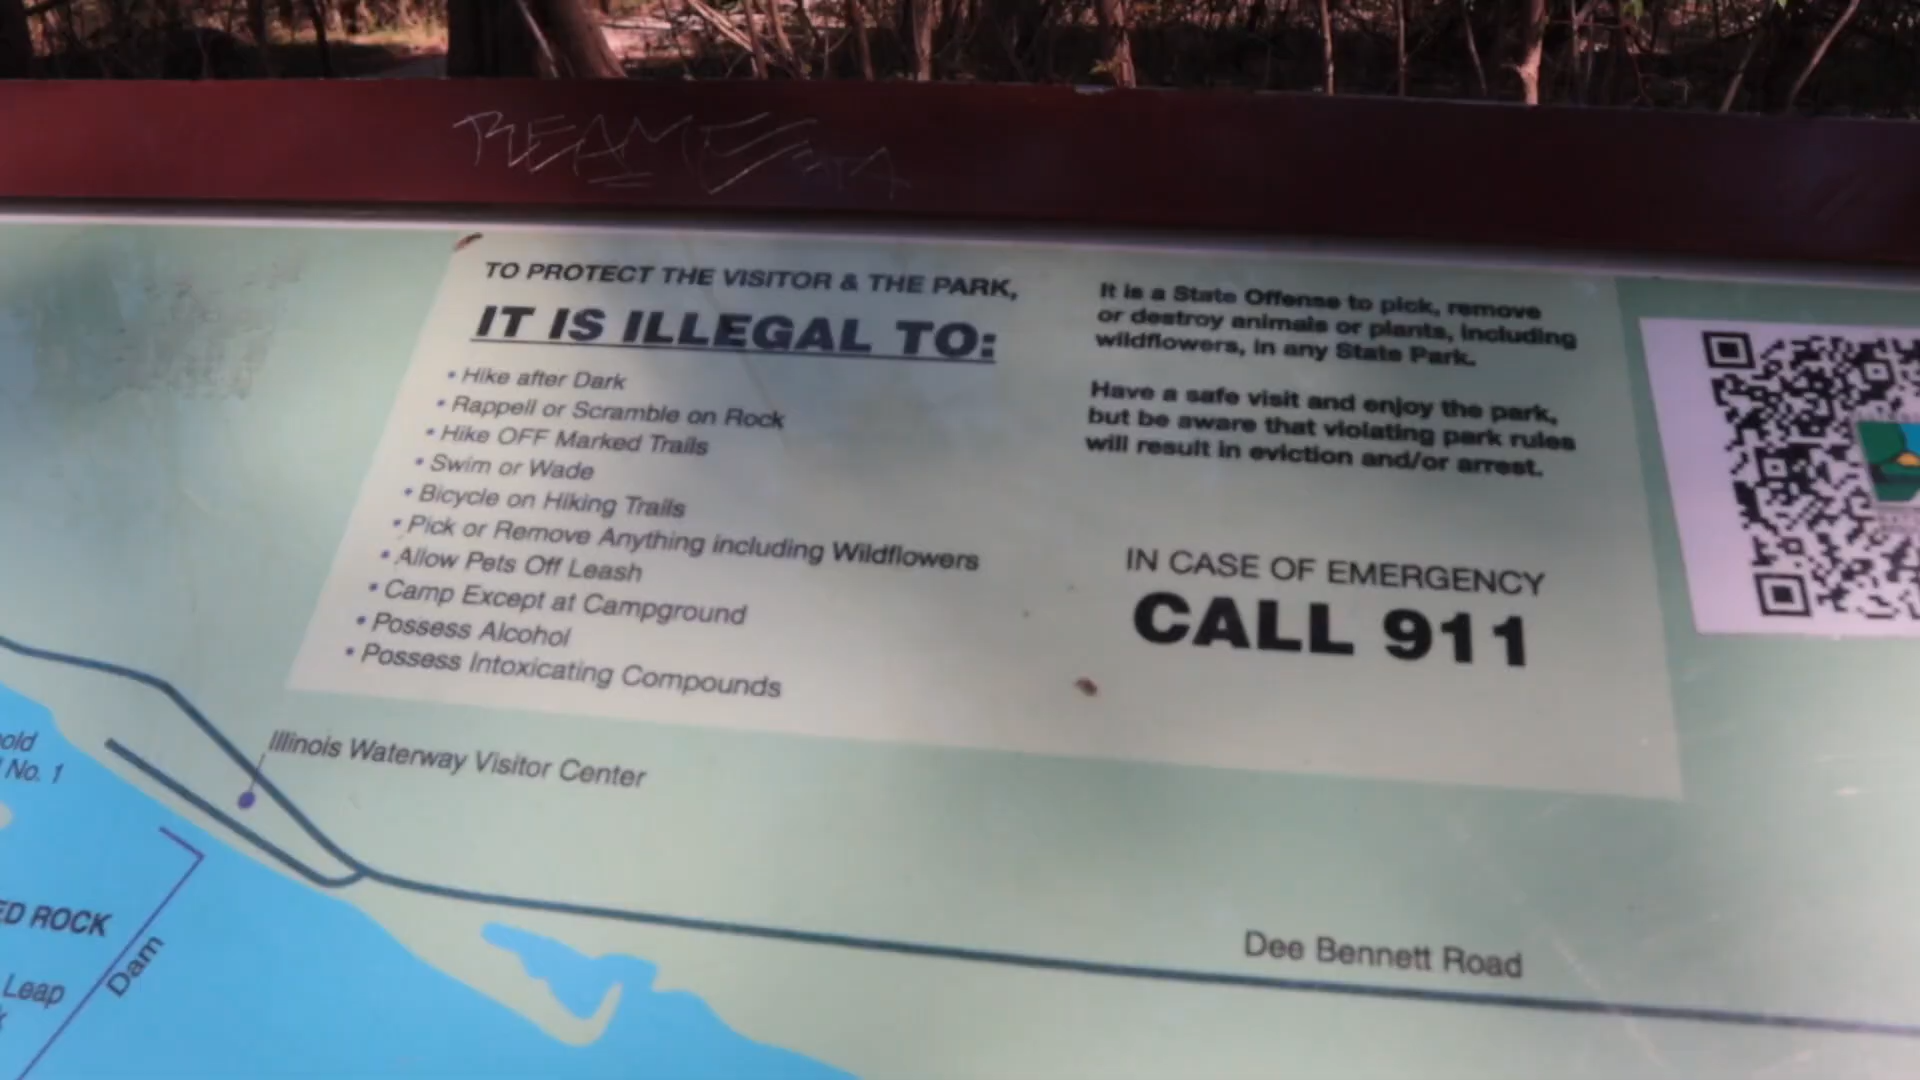 TO PROTECT THE VISITOR & THE PARK,
IT IS ILLEGAL TO:
• Hike after Dark
• Rappell or Scramble on Rock
• Hike OFF Marked Trails
• Swim or Wade
• Bicycle on Hiking Trails
• Pick or Remove Anything including Wildflowers
• Allow Pets Off Leash
• Camp Except at Campground
• Possess Alcohol
• Possess Intoxicating Compounds
It is a State Offense to pick, remove
or destroy animals or plants, including
wildflowers, in any State Park.
Have a safe visit and enjoy the park,
but be aware that violating park rules
will result in eviction and/or arrest.
IN CASE OF EMERGENCY
CALL 911
Illinois Waterway Visitor Center
No. 1
ROCK
Leap
Dam
Dee Bennett Road